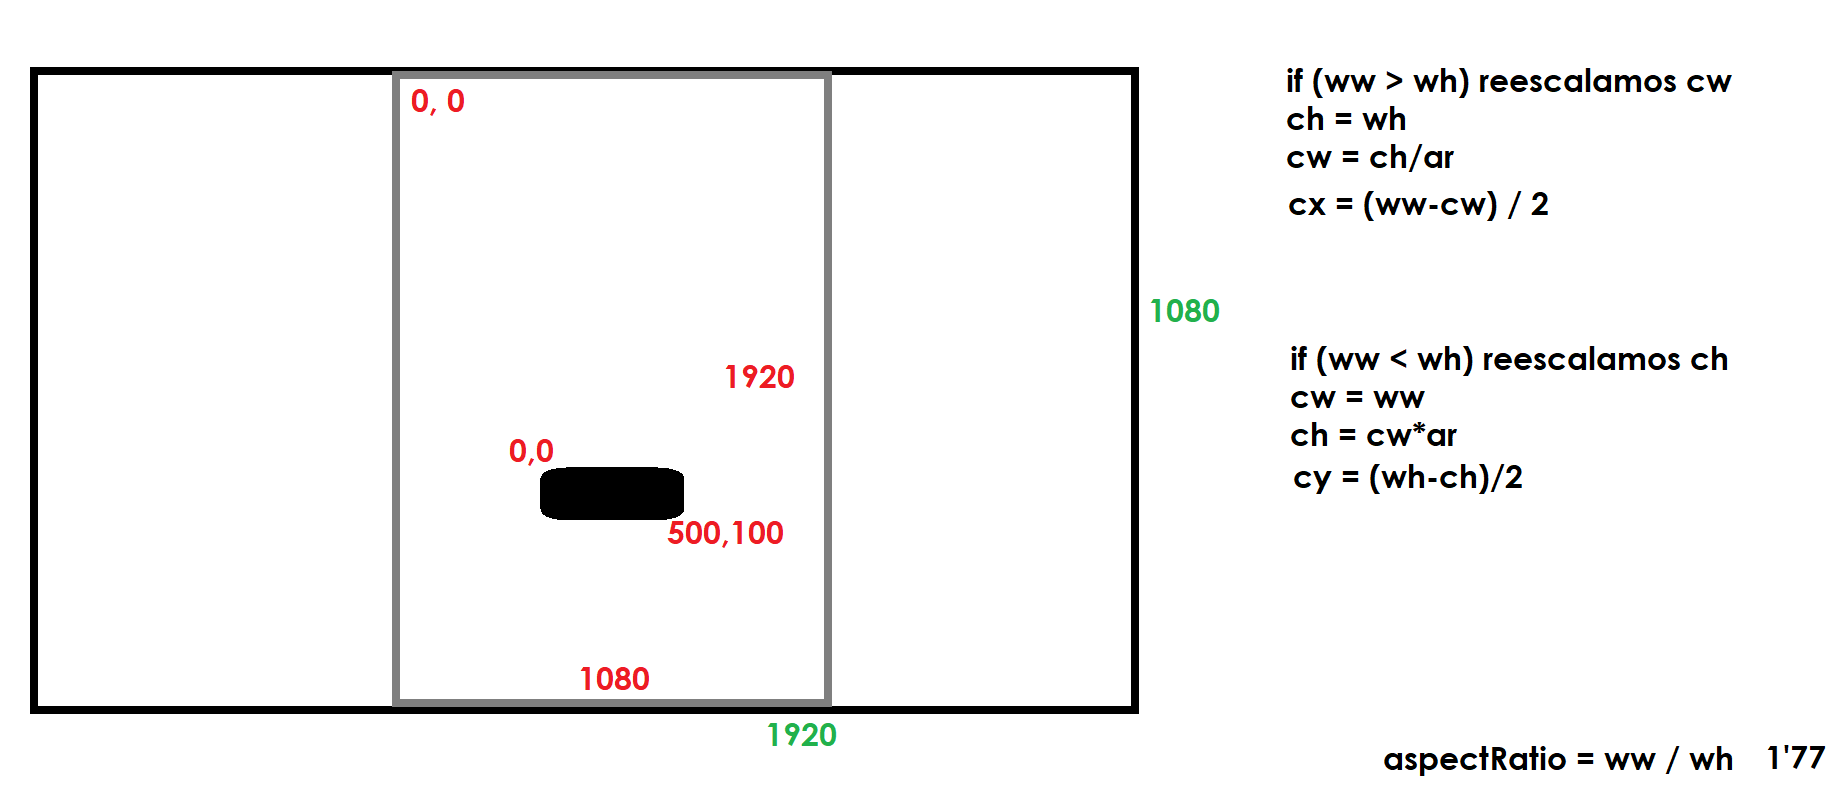 0, 0
1920
0,0
500,100
1080
1080
1920
if (ww > wh) reescalamos cw
ch = wh
cw = ch/ar
cx = (ww-cw) / 2
if (ww < wh) reescalamos ch
cw = ww
ch = cw*ar
cy = (wh-ch)/2
aspectRatio = ww / wh 1'77